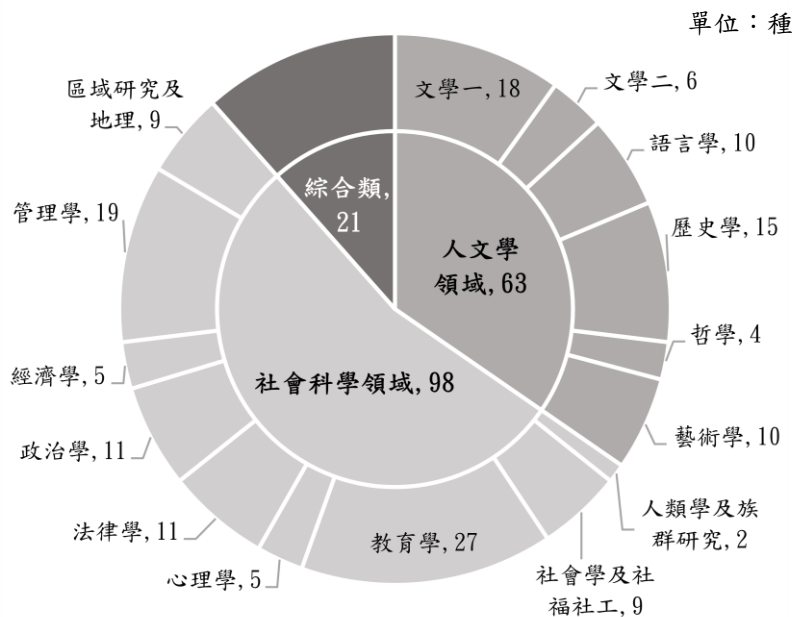 單位：種
文學一, 18
文學二, 6
語言學, 10
歷史學, 15
哲學, 4
藝術學, 10
人類學及族
群研究, 2
社會學及社
福社工, 9
教育學, 27
心理學, 5
法律學, 11
政治學, 11
經濟學, 5
管理學, 19
區域研究及
地理, 9
綜合類,
21
人文學
領域, 63
社會科學領域, 98